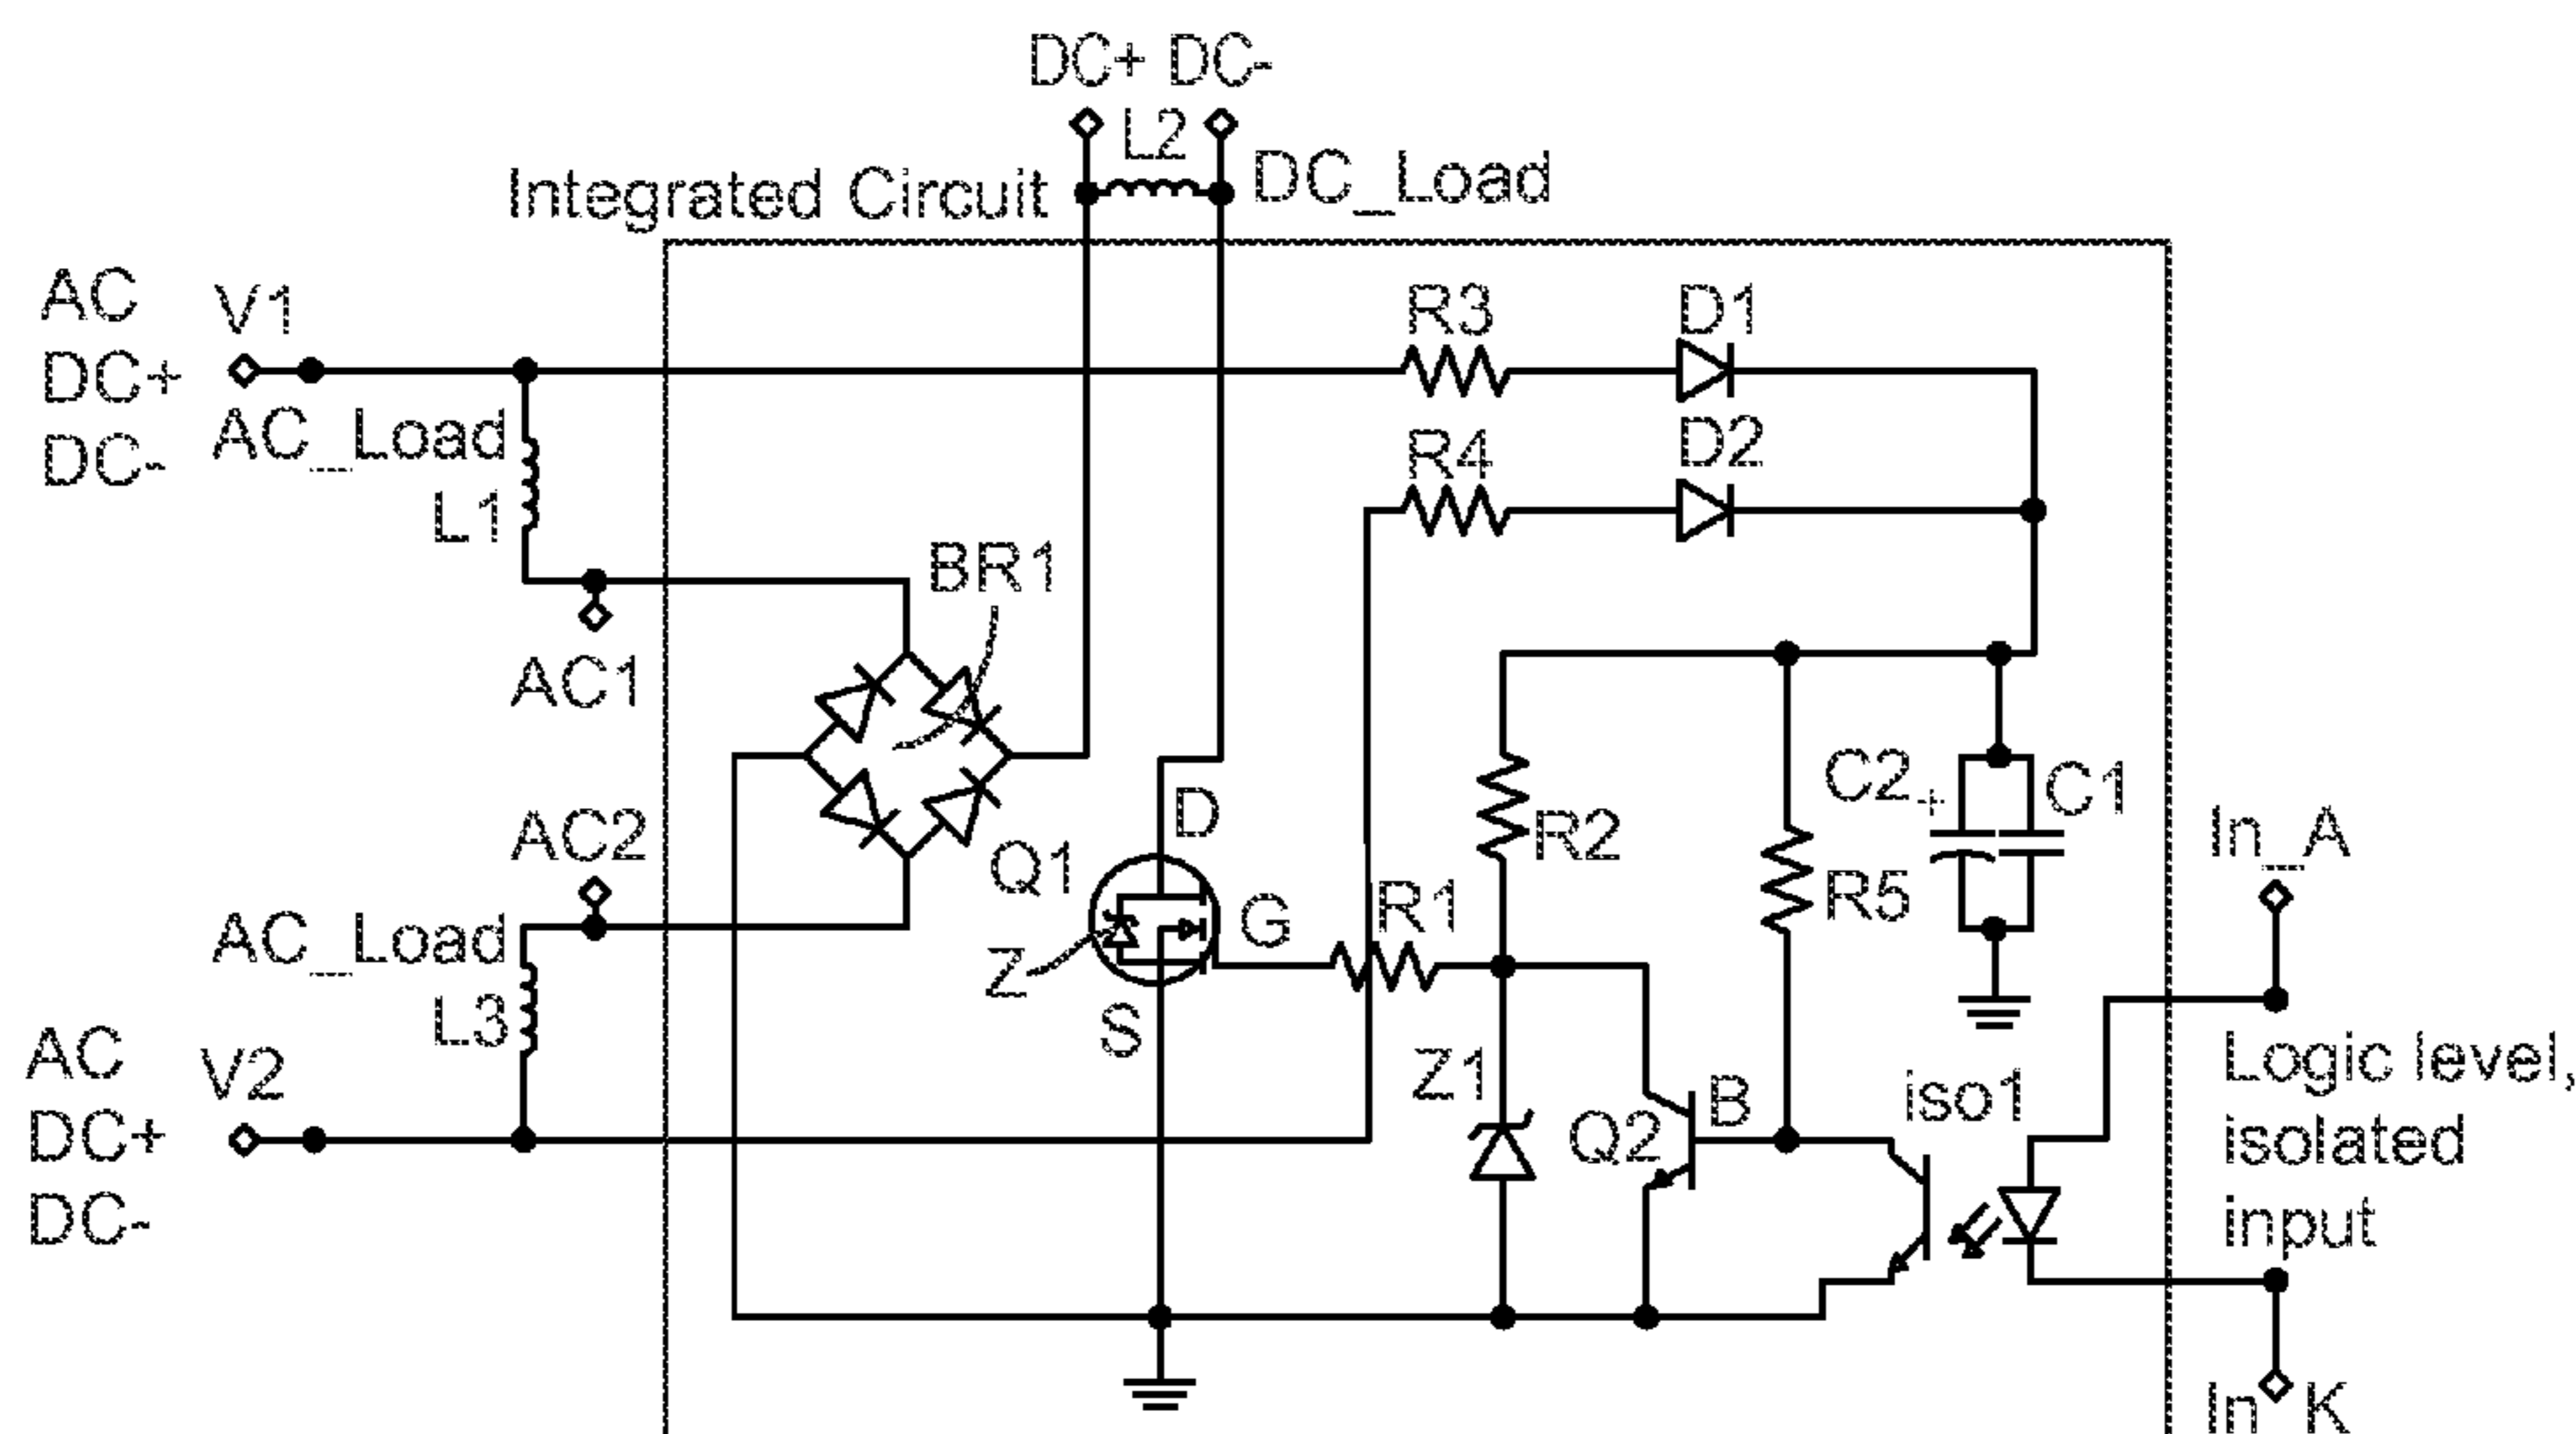 DC+ DC-
L2
Integrated Circuit
DC_Load
AC
DC+
DC-
V1
AC_Load
L1
R3
D1
R4
D2
BR1
AC1
AC2
AC_Load
L3
AC
DC+
DC-
V2
Q1
D
G
S
Z
R1
R2
R5
C2
+
C1
Z1
Q2
B
iso1
In_A
Logic level,
isolated
input
In_K